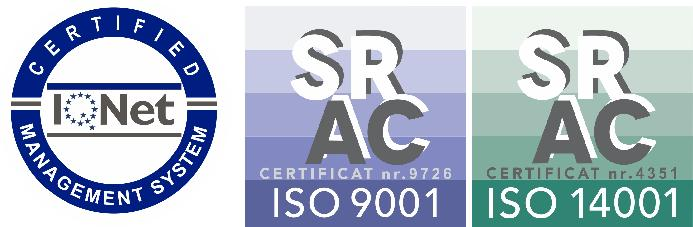 CERTIFIED
IQNet
MANAGEMENT SYSTEM
SR
AC
CERTIFICAT nr.9726
ISO 9001
SR
AC
CERTIFICAT nr.4351
ISO 14001